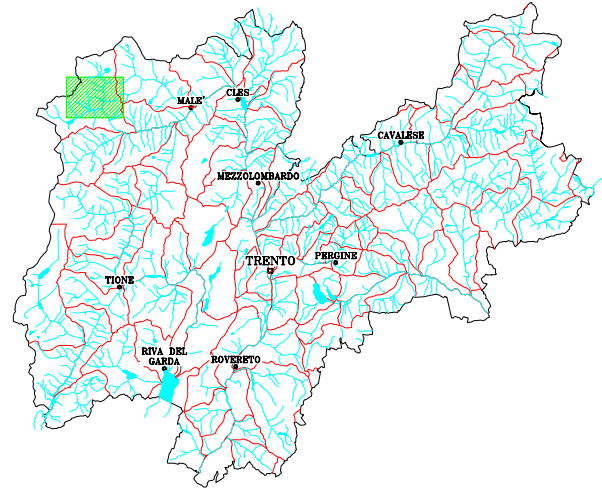 CLES
MALE'
CAVALESE
MEZZOLOMBARDO
TRENTO
PERGINE
TIONE
RIVA DEL
GARDA
ROVERETO